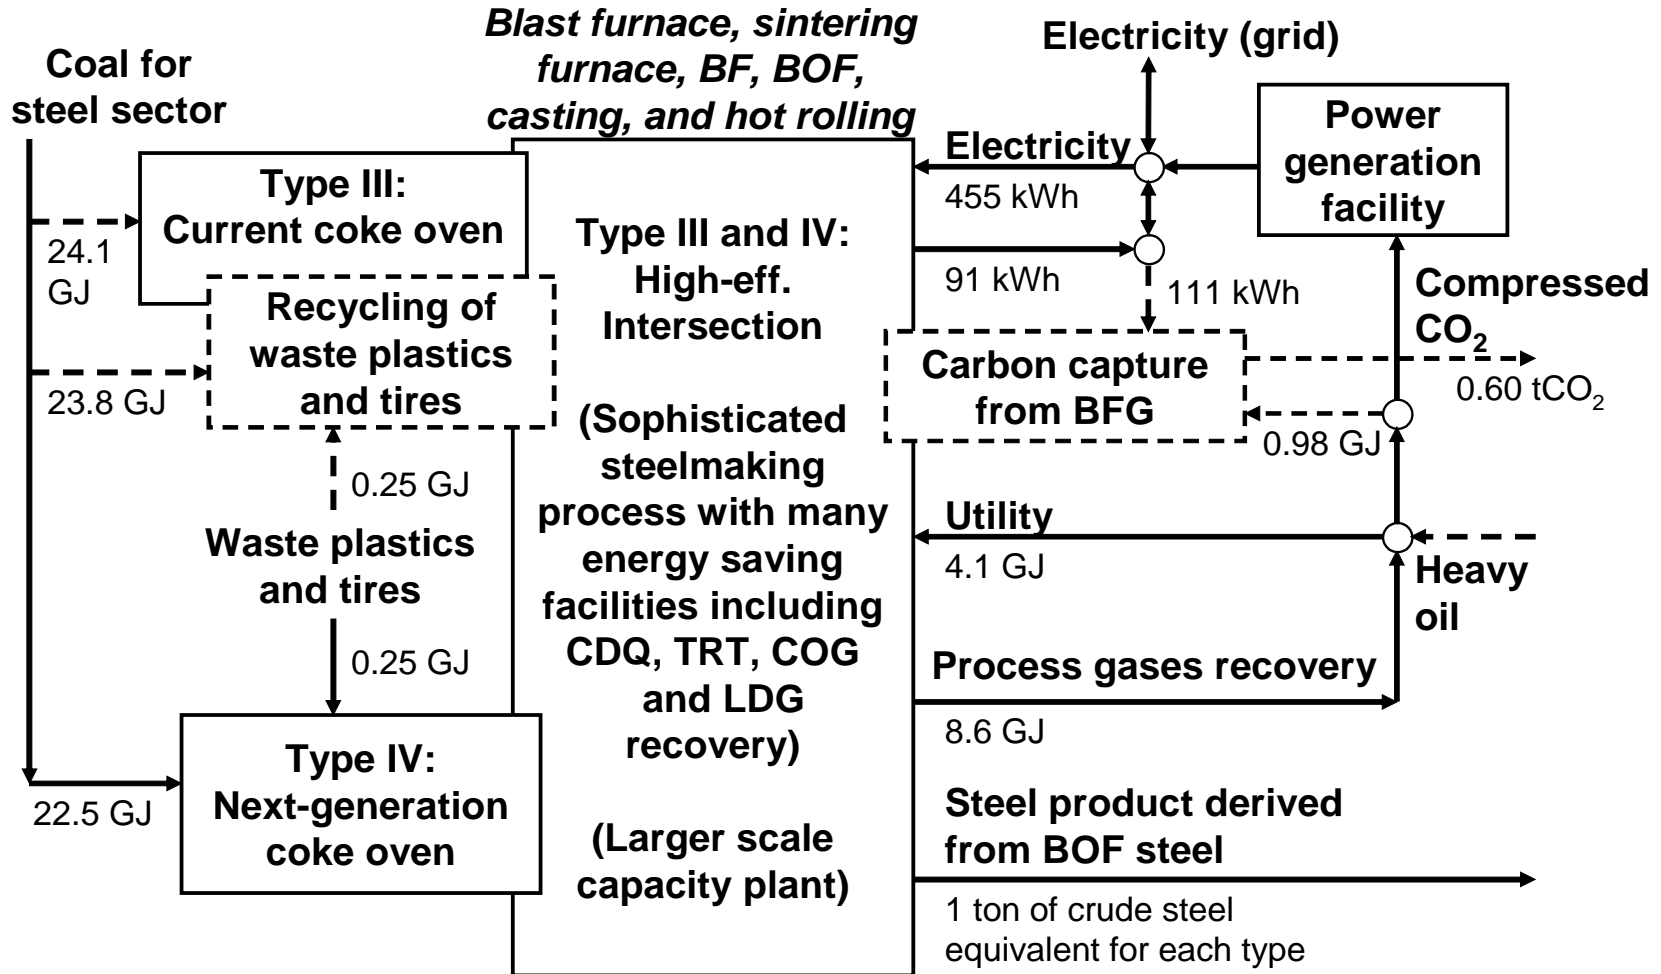 Blast furnace, sintering
furnace, BF, BOF,
casting, and hot rolling
Electricity (grid)
Coal for
steel sector
Power
generation
facility
Type III:
Current coke oven
24.1
GJ
Electricity
455 kWh
91 kWh
111 kWh
Compressed
CO2
0.60 tCO2
Recycling of
waste plastics
and tires
23.8 GJ
0.25 GJ
Waste plastics
and tires
0.25 GJ
Type III and IV:
High-eff.
Intersection
(Sophisticated
steelmaking
process with many
energy saving
facilities including
CDQ, TRT, COG
and LDG
recovery)
(Larger scale
capacity plant)
Carbon capture
from BFG
0.98 GJ
Utility
4.1 GJ
Heavy
oil
Process gases recovery
8.6 GJ
Type IV:
Next-generation
coke oven
22.5 GJ
Steel product derived
from BOF steel
1 ton of crude steel
equivalent for each type